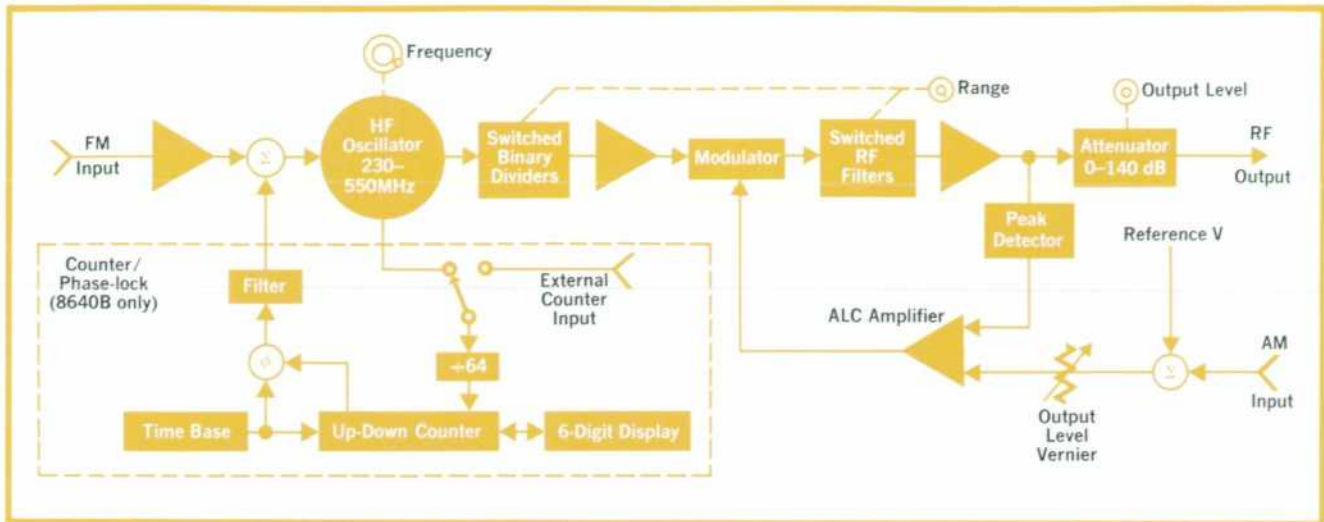 Frequency
Range
Output Level
FM
Input
Σ
HF
Oscillator
230–
550MHz
Switched
Binary
Dividers
Modulator
Switched
RF
Filters
Attenuator
0–140 dB
RF
Output
Peak
Detector
Reference V
Counter/
Phase-lock
(8640B only)
Filter
External
Counter
Input
ALC Amplifier
÷64
Σ
AM
Input
Output
Level
Vernier
Time Base
Up-Down Counter
6-Digit Display